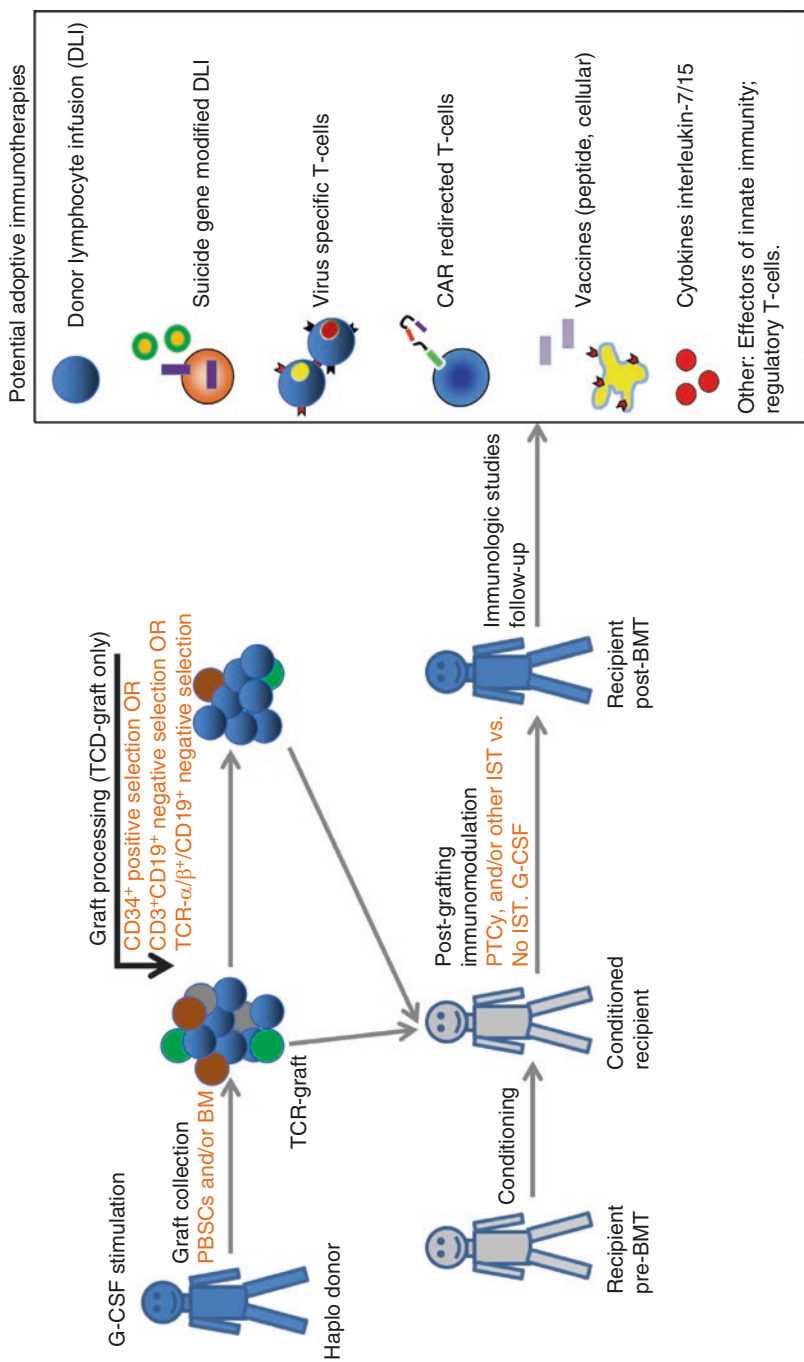 G-CSF stimulation
Graft collection
PBSCs and/or BM
Haplo donor
TCR-graft
Graft processing (TCD-graft only)
CD34⁺ positive selection OR
CD3⁺CD19⁺ negative selection OR
TCR-α/β⁺/CD19⁺ negative selection
Recipient
pre-BMT
Conditioning
Conditioned
recipient
Post-grafting
immunomodulation
PTCy, and/or other IST vs.
No IST. G-CSF
Recipient
post-BMT
Immunologic studies
follow-up
Potential adoptive immunotherapies
Donor lymphocyte infusion (DLI)
Suicide gene modified DLI
Virus specific T-cells
CAR redirected T-cells
Vaccines (peptide, cellular)
Cytokines interleukin-7/15
Other: Effectors of innate immunity;
regulatory T-cells.